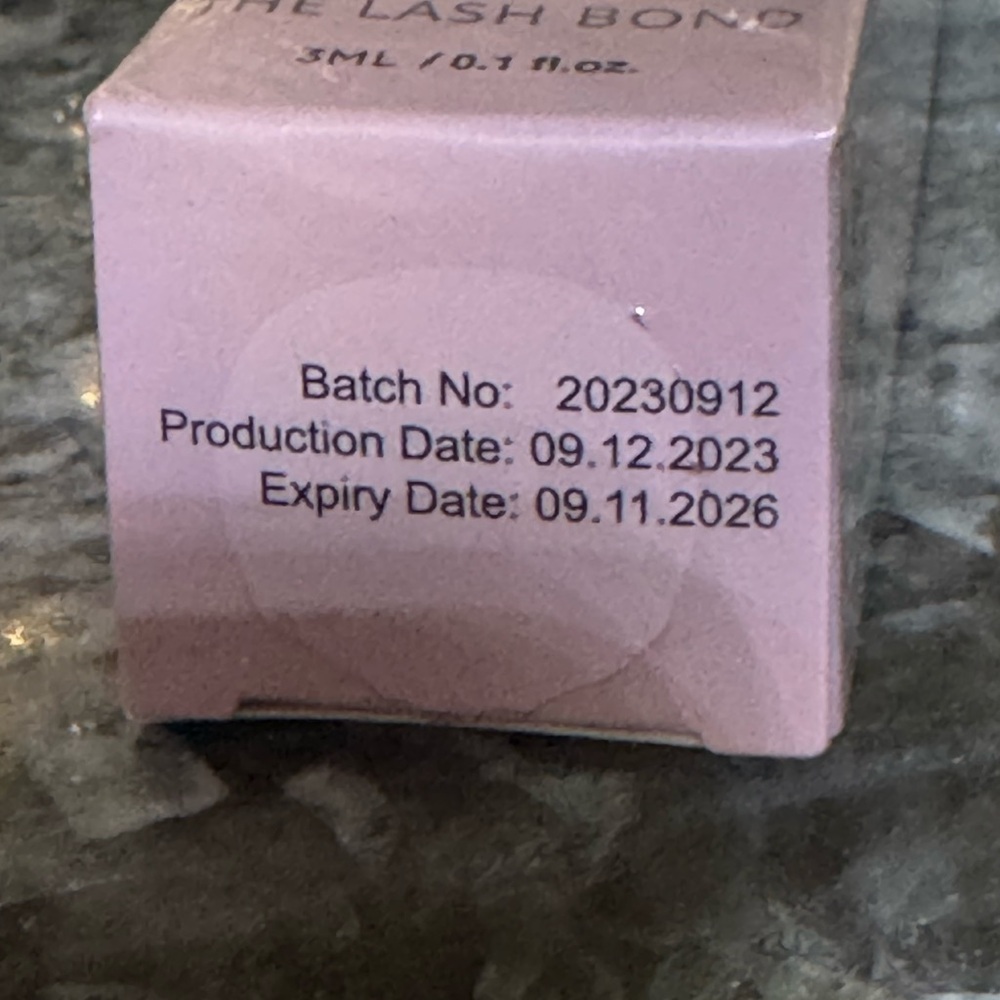 THE LASH BOND
3ML / 0.1 fl.oz.
Batch No: 20230912
Production Date: 09.12.2023
Expiry Date: 09.11.2026